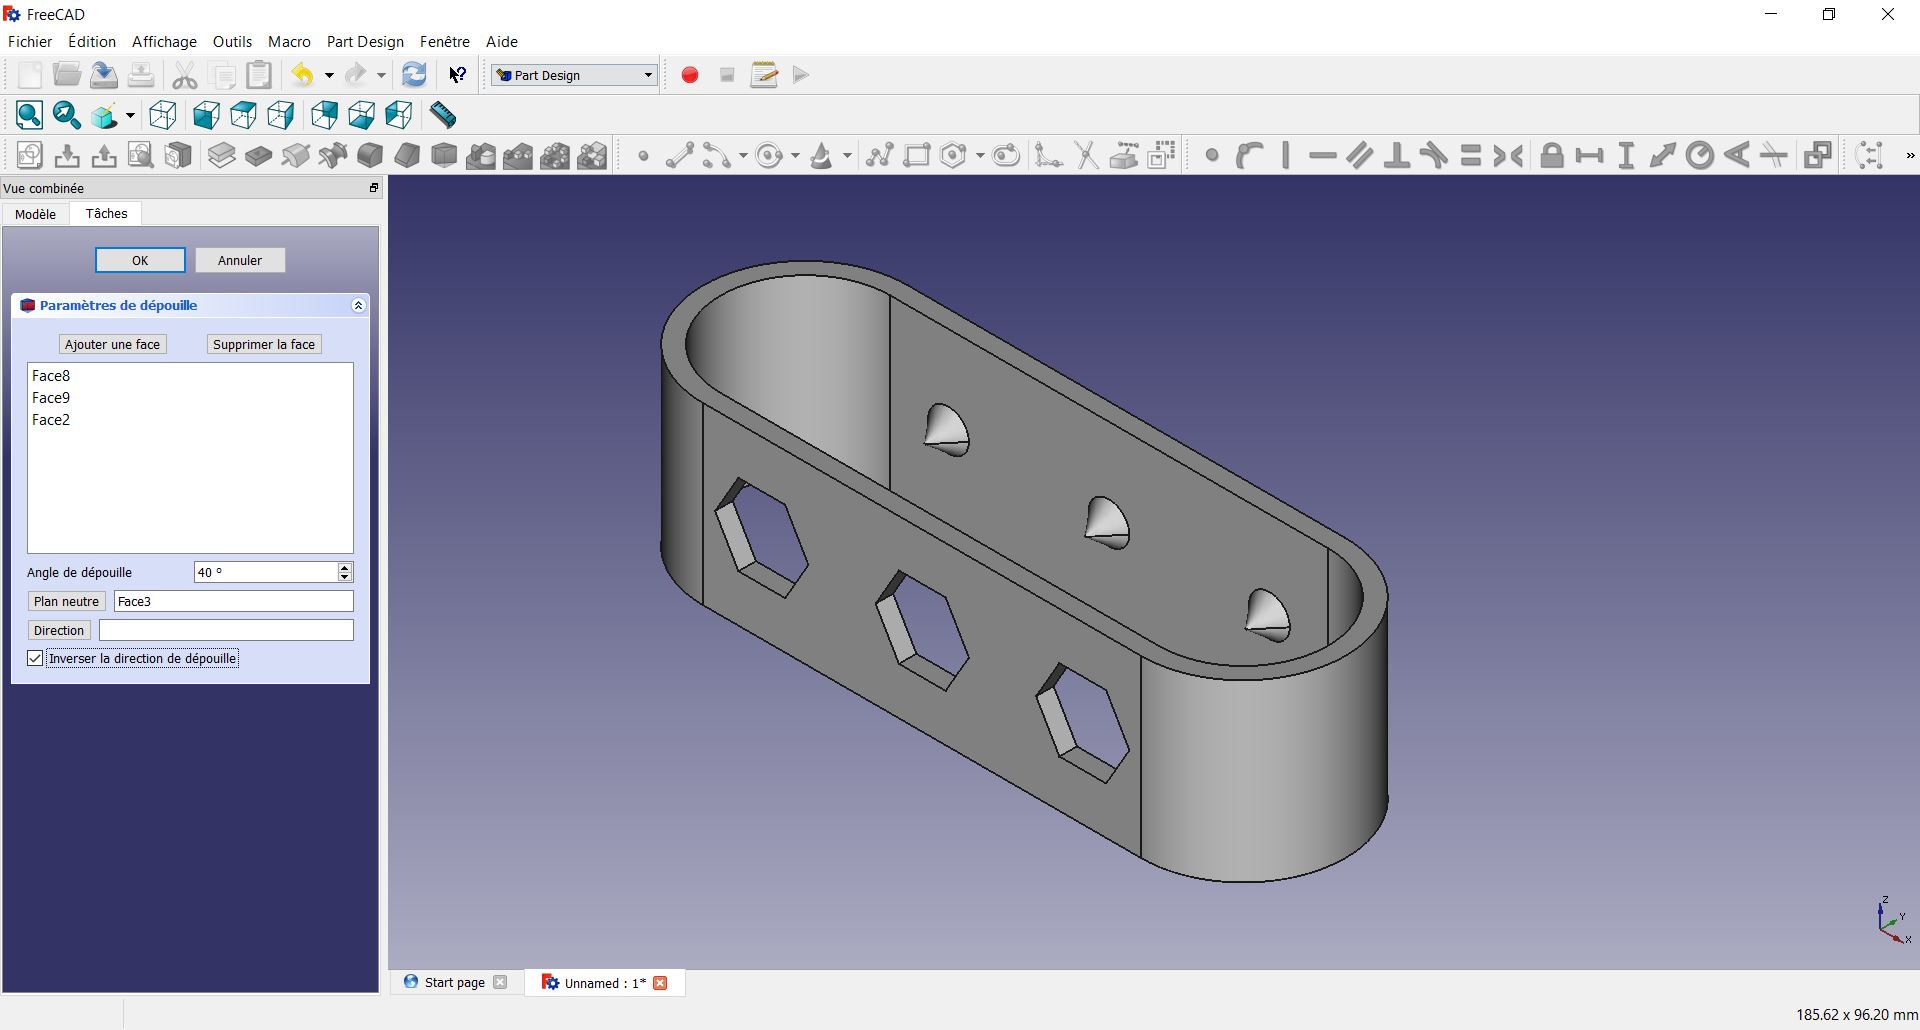 FreeCAD
Fichier Édition Affichage Outils Macro Part Design Fenêtre Aide
Part Design
Vue combinée
Modèle Tâches
OK Annuler
Paramètres de dépouille
Ajouter une face Supprimer la face
Face8
Face9
Face2
Angle de dépouille 40 °
Plan neutre Face3
Direction
Inverser la direction de dépouille
Z
Y
X
Start page Unnamed : 1*
185.62 x 96.20 mm